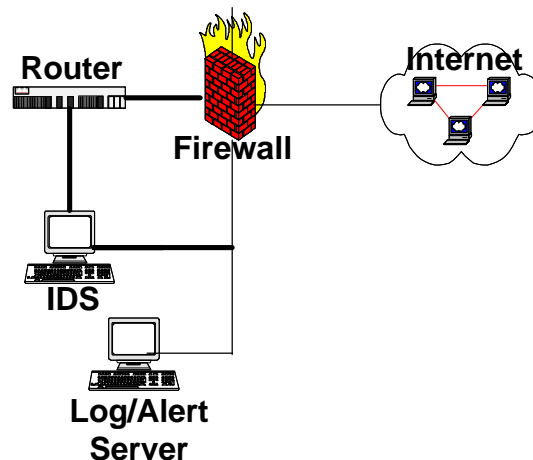 Router
Internet
Firewall
IDS
Log/Alert
Server